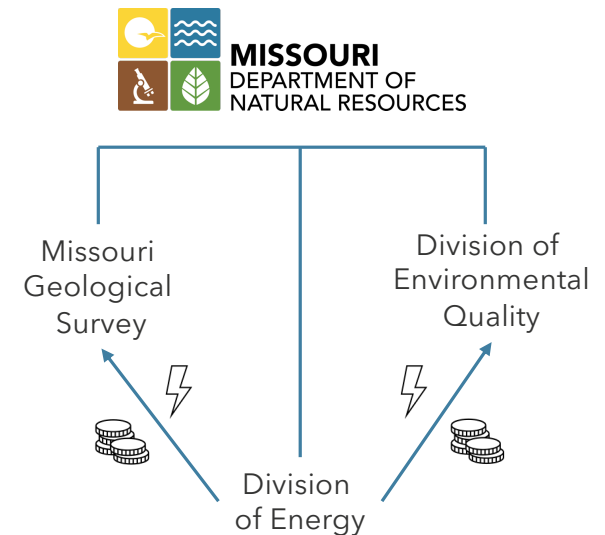 MISSOURI
DEPARTMENT OF
NATURAL RESOURCES
Missouri
Geological
Survey
Division of
Environmental
Quality
Division
of Energy